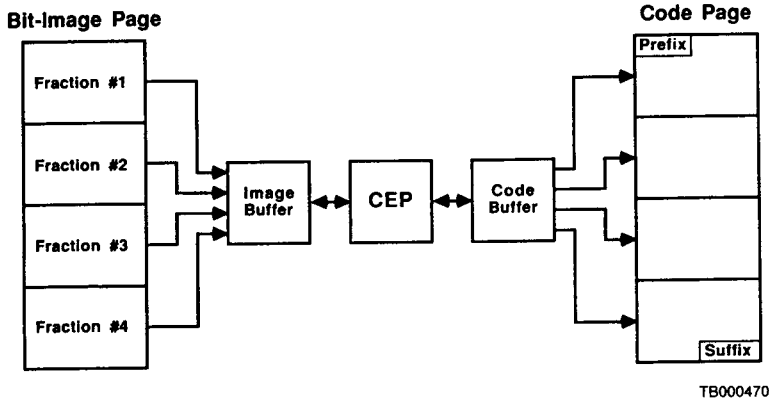 Bit-Image Page
Code Page
Prefix
Fraction #1
Fraction #2
Image
Buffer
CEP
Code
Buffer
Fraction #3
Fraction #4
Suffix
TB000470